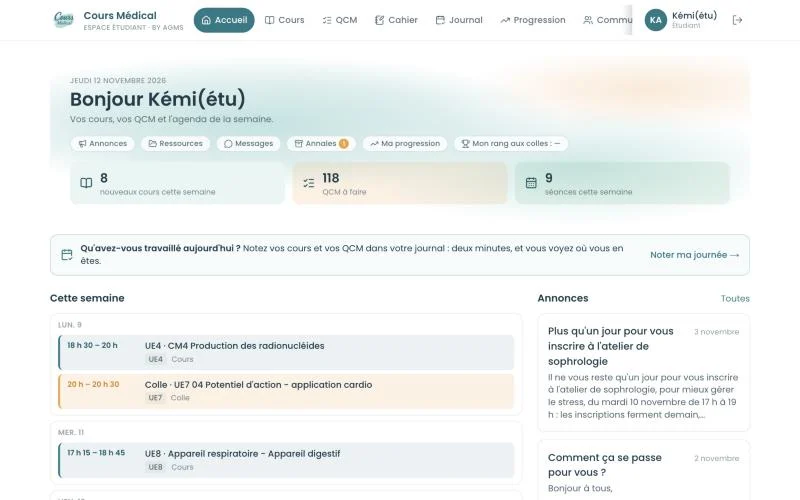 Cours Médical
Cours Médical
ESPACE ÉTUDIANT · BY AGMS
Accueil
Cours
QCM
Cahier
Journal
Progression
Commu
KA
Kémi(étu)
Étudiant
JEUDI 12 NOVEMBRE 2026
Bonjour Kémi(étu)
Vos cours, vos QCM et l'agenda de la semaine.
Annonces
Ressources
Messages
Annales 1
Ma progression
Mon rang aux colles : —
8
nouveaux cours cette semaine
118
QCM à faire
9
séances cette semaine
Qu'avez-vous travaillé aujourd'hui ? Notez vos cours et vos QCM dans votre journal : deux minutes, et vous voyez où vous en
êtes.
Noter ma journée →
Cette semaine
LUN. 9
18 h 30 – 20 h
UE4 · CM4 Production des radionucléides
UE4 Cours
20 h – 20 h 30
Colle · UE7 04 Potentiel d'action - application cardio
UE7 Colle
MER. 11
17 h 15 – 18 h 45
UE8 · Appareil respiratoire - Appareil digestif
UE8 Cours
Annonces
Toutes
Plus qu'un jour pour vous
inscrire à l'atelier de
sophrologie
3 novembre
Il ne vous reste qu'un jour pour vous inscrire
à l'atelier de sophrologie, pour mieux gérer
le stress, du mardi 10 novembre de 17 h à 19
h : les inscriptions ferment demain,...
Comment ça se passe
pour vous ?
2 novembre
Bonjour à tous,